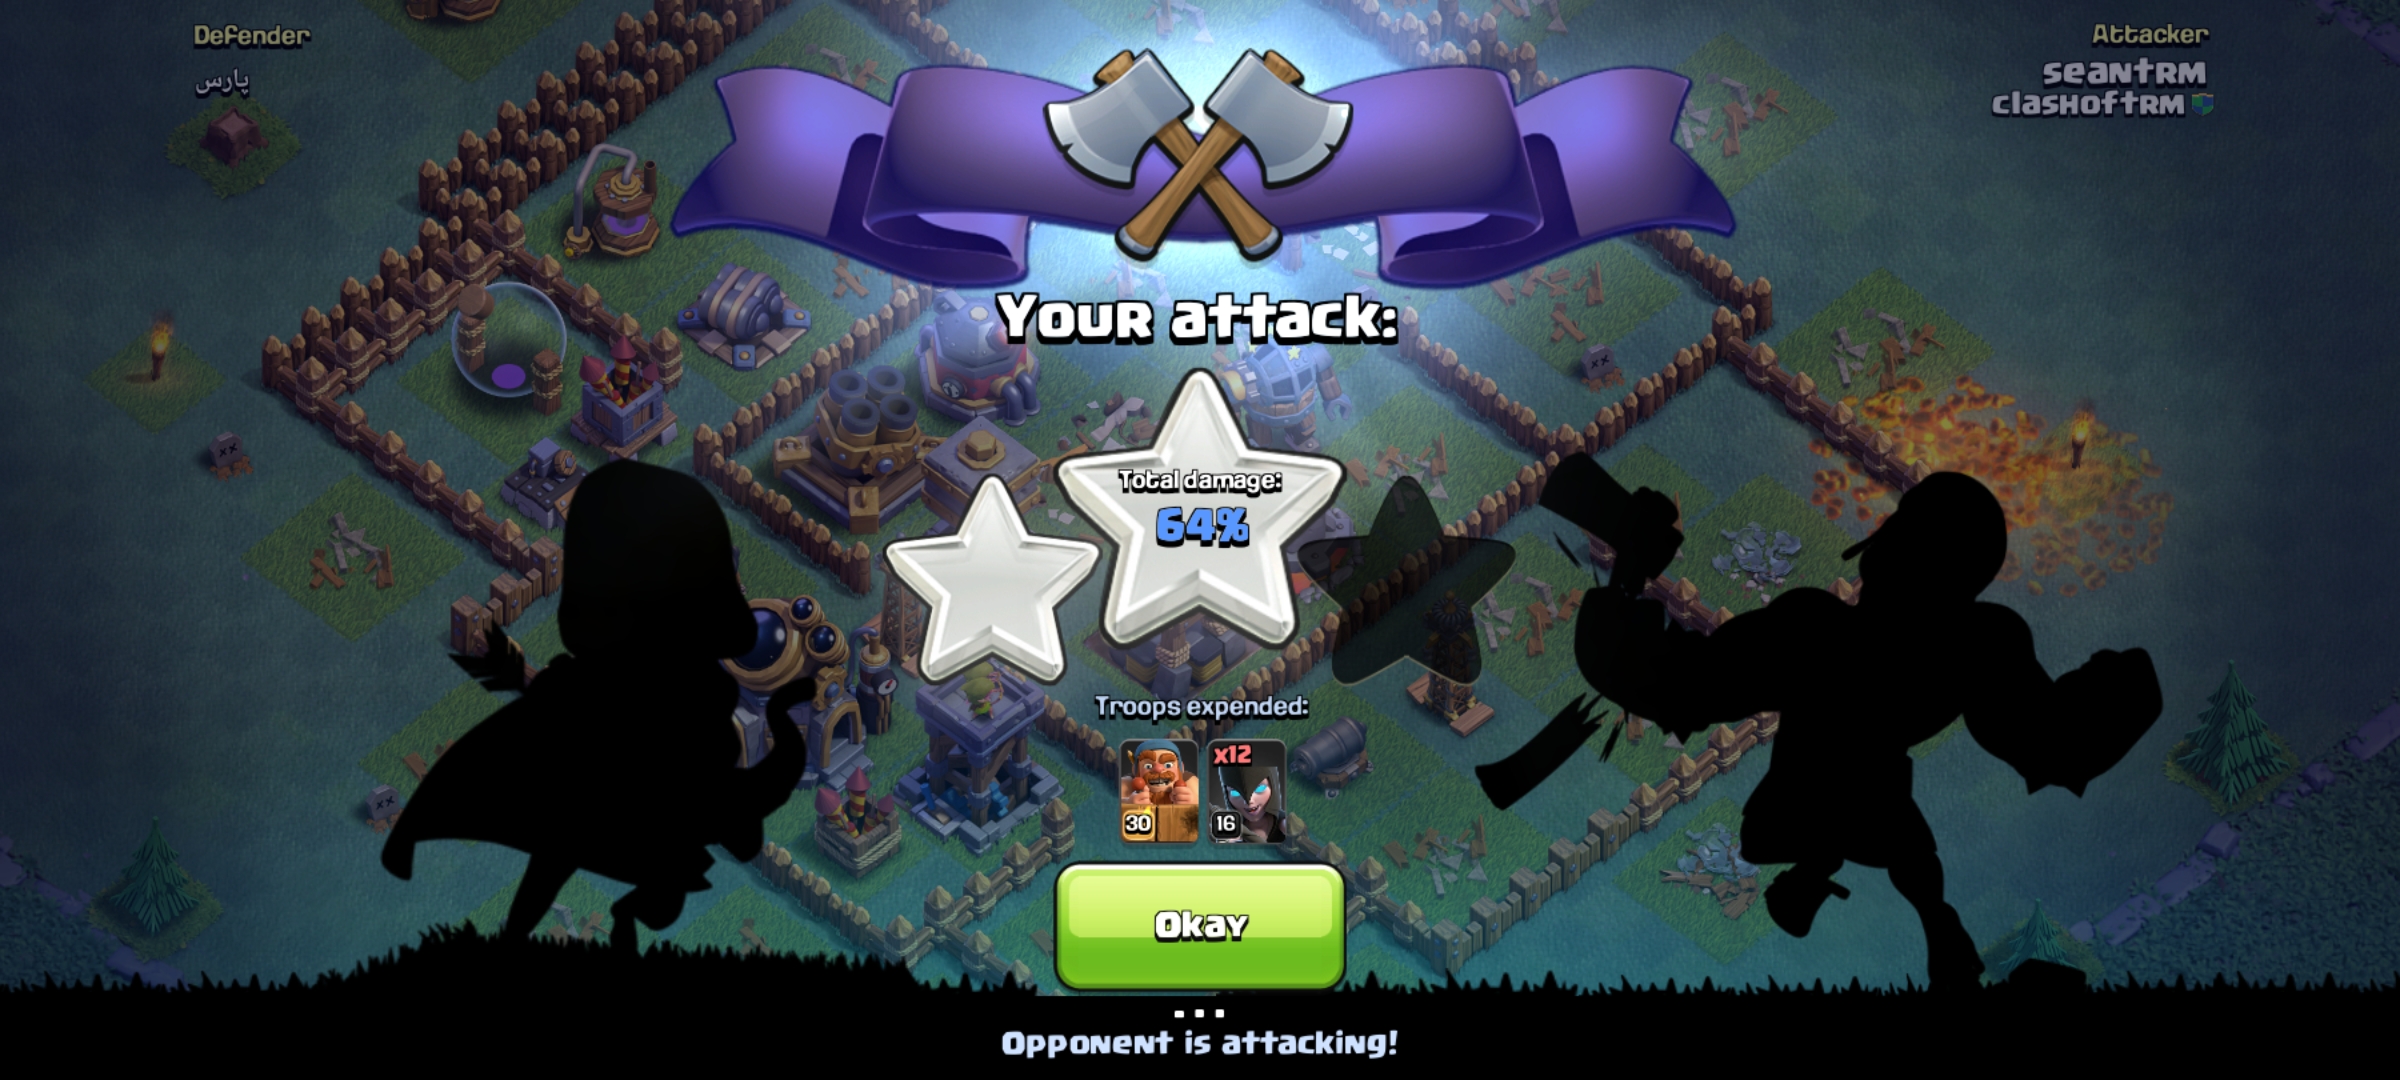 Defender
پارس
Attacker
seantRM
clashoftRM
Your attack:
Total damage:
64%
Troops expended:
30
x12
16
Okay
...
Opponent is attacking!